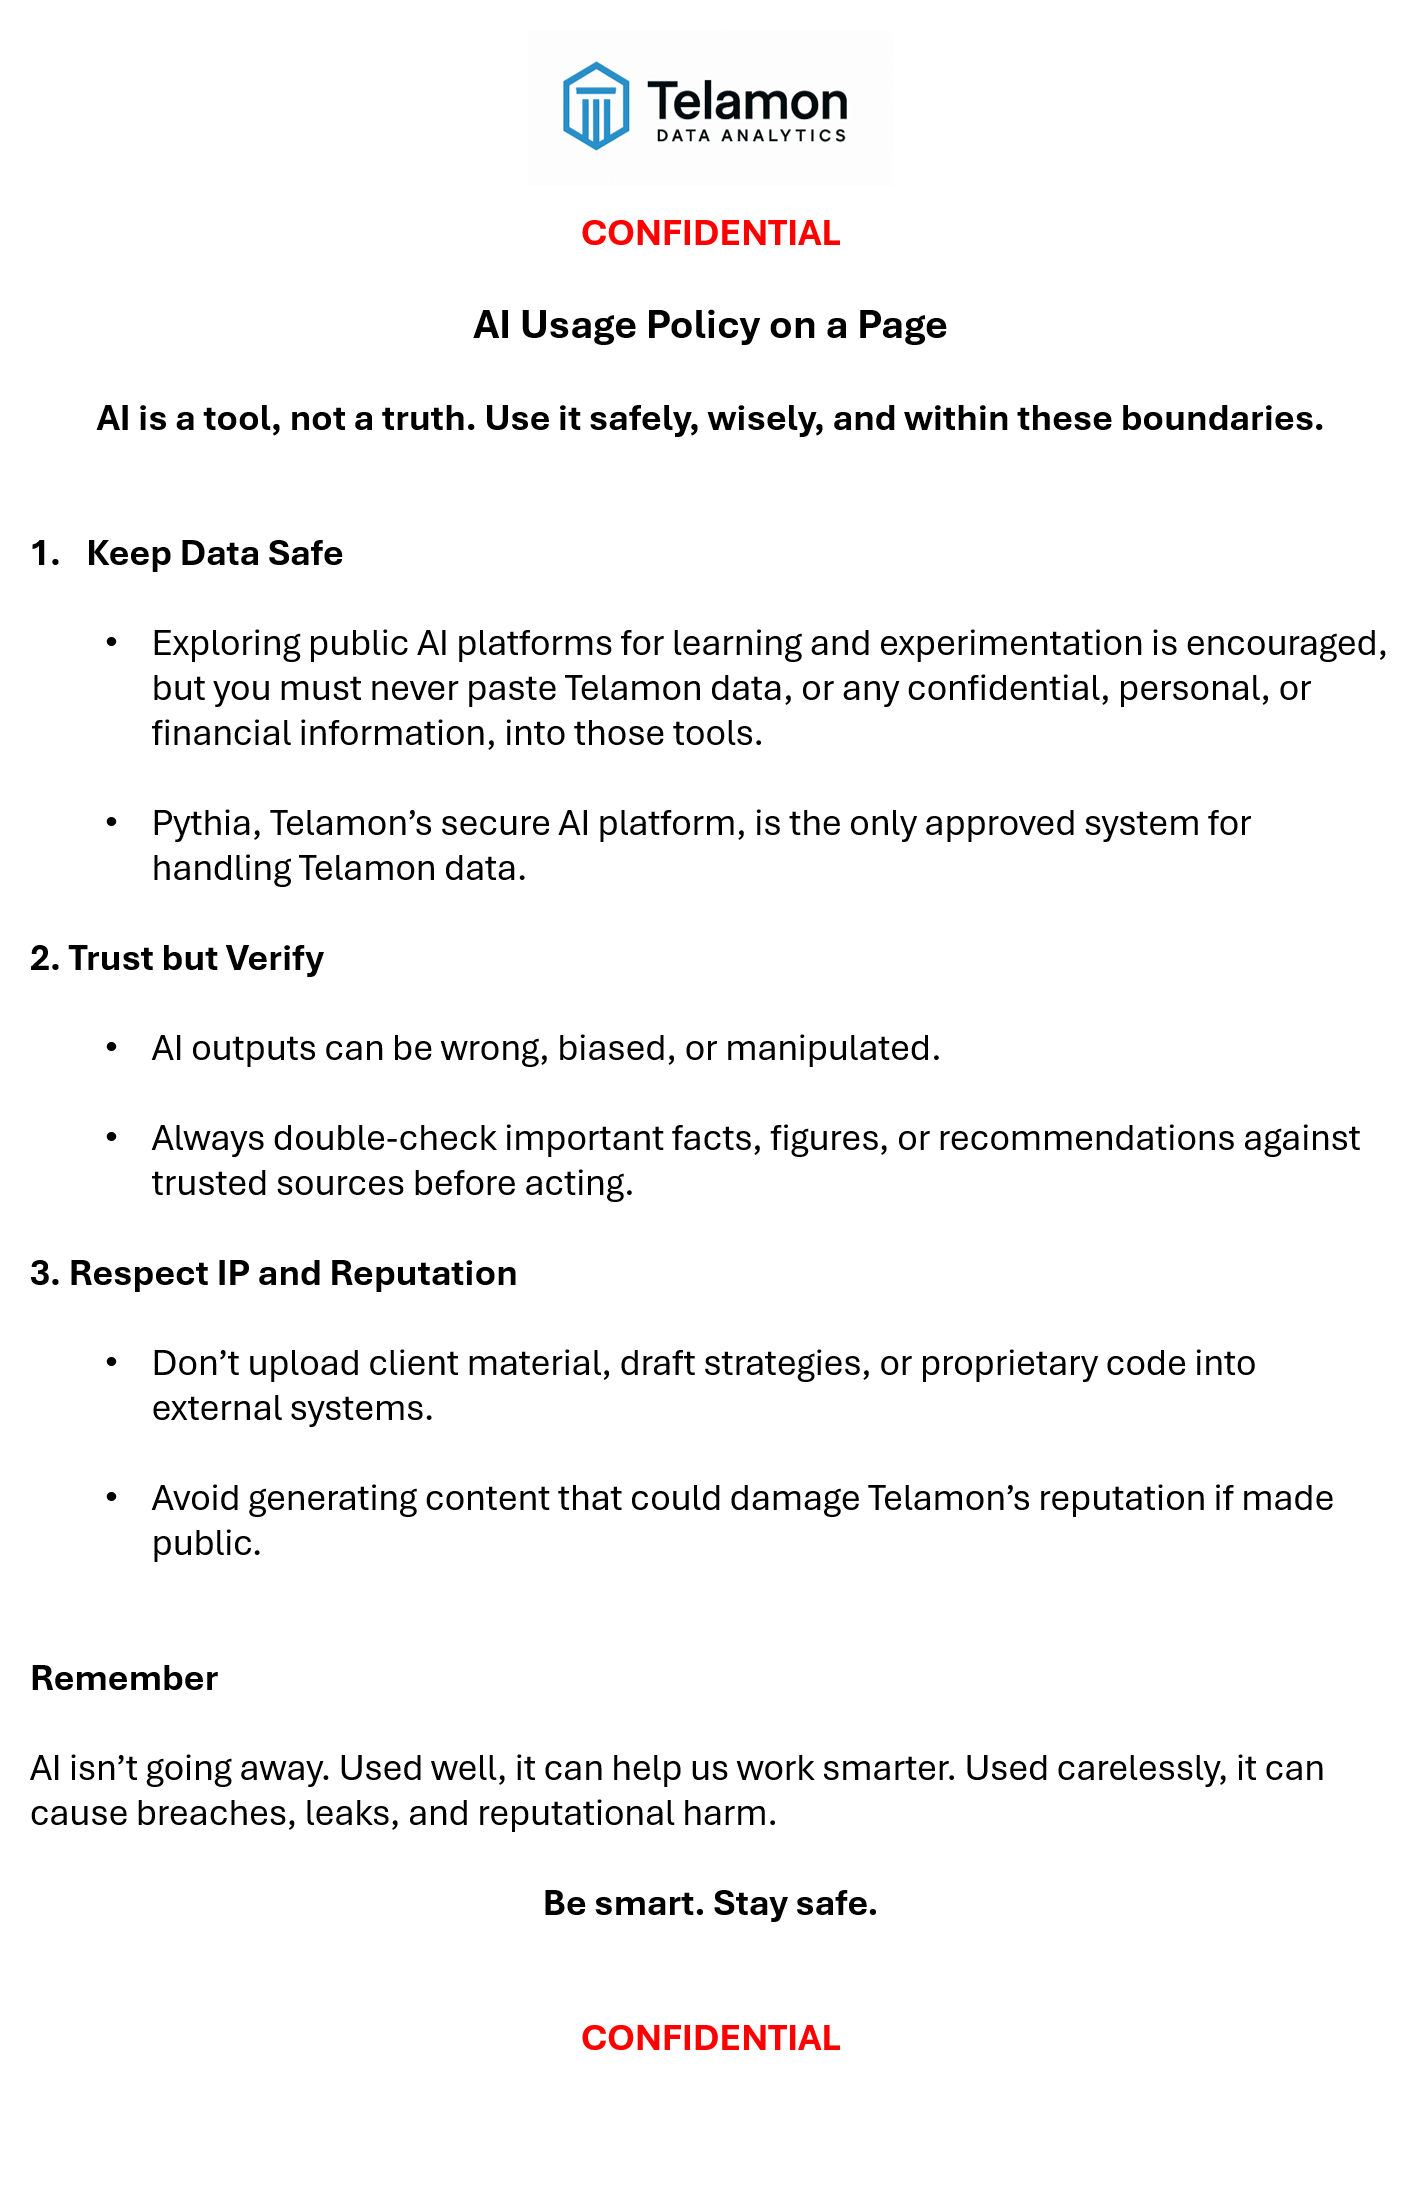 Telamon
DATA ANALYTICS
CONFIDENTIAL
AI Usage Policy on a Page
AI is a tool, not a truth. Use it safely, wisely, and within these boundaries.
1. Keep Data Safe
• Exploring public AI platforms for learning and experimentation is encouraged,
but you must never paste Telamon data, or any confidential, personal, or
financial information, into those tools.
• Pythia, Telamon’s secure AI platform, is the only approved system for
handling Telamon data.
2. Trust but Verify
• AI outputs can be wrong, biased, or manipulated.
• Always double-check important facts, figures, or recommendations against
trusted sources before acting.
3. Respect IP and Reputation
• Don’t upload client material, draft strategies, or proprietary code into
external systems.
• Avoid generating content that could damage Telamon’s reputation if made
public.
Remember
AI isn’t going away. Used well, it can help us work smarter. Used carelessly, it can
cause breaches, leaks, and reputational harm.
Be smart. Stay safe.
CONFIDENTIAL